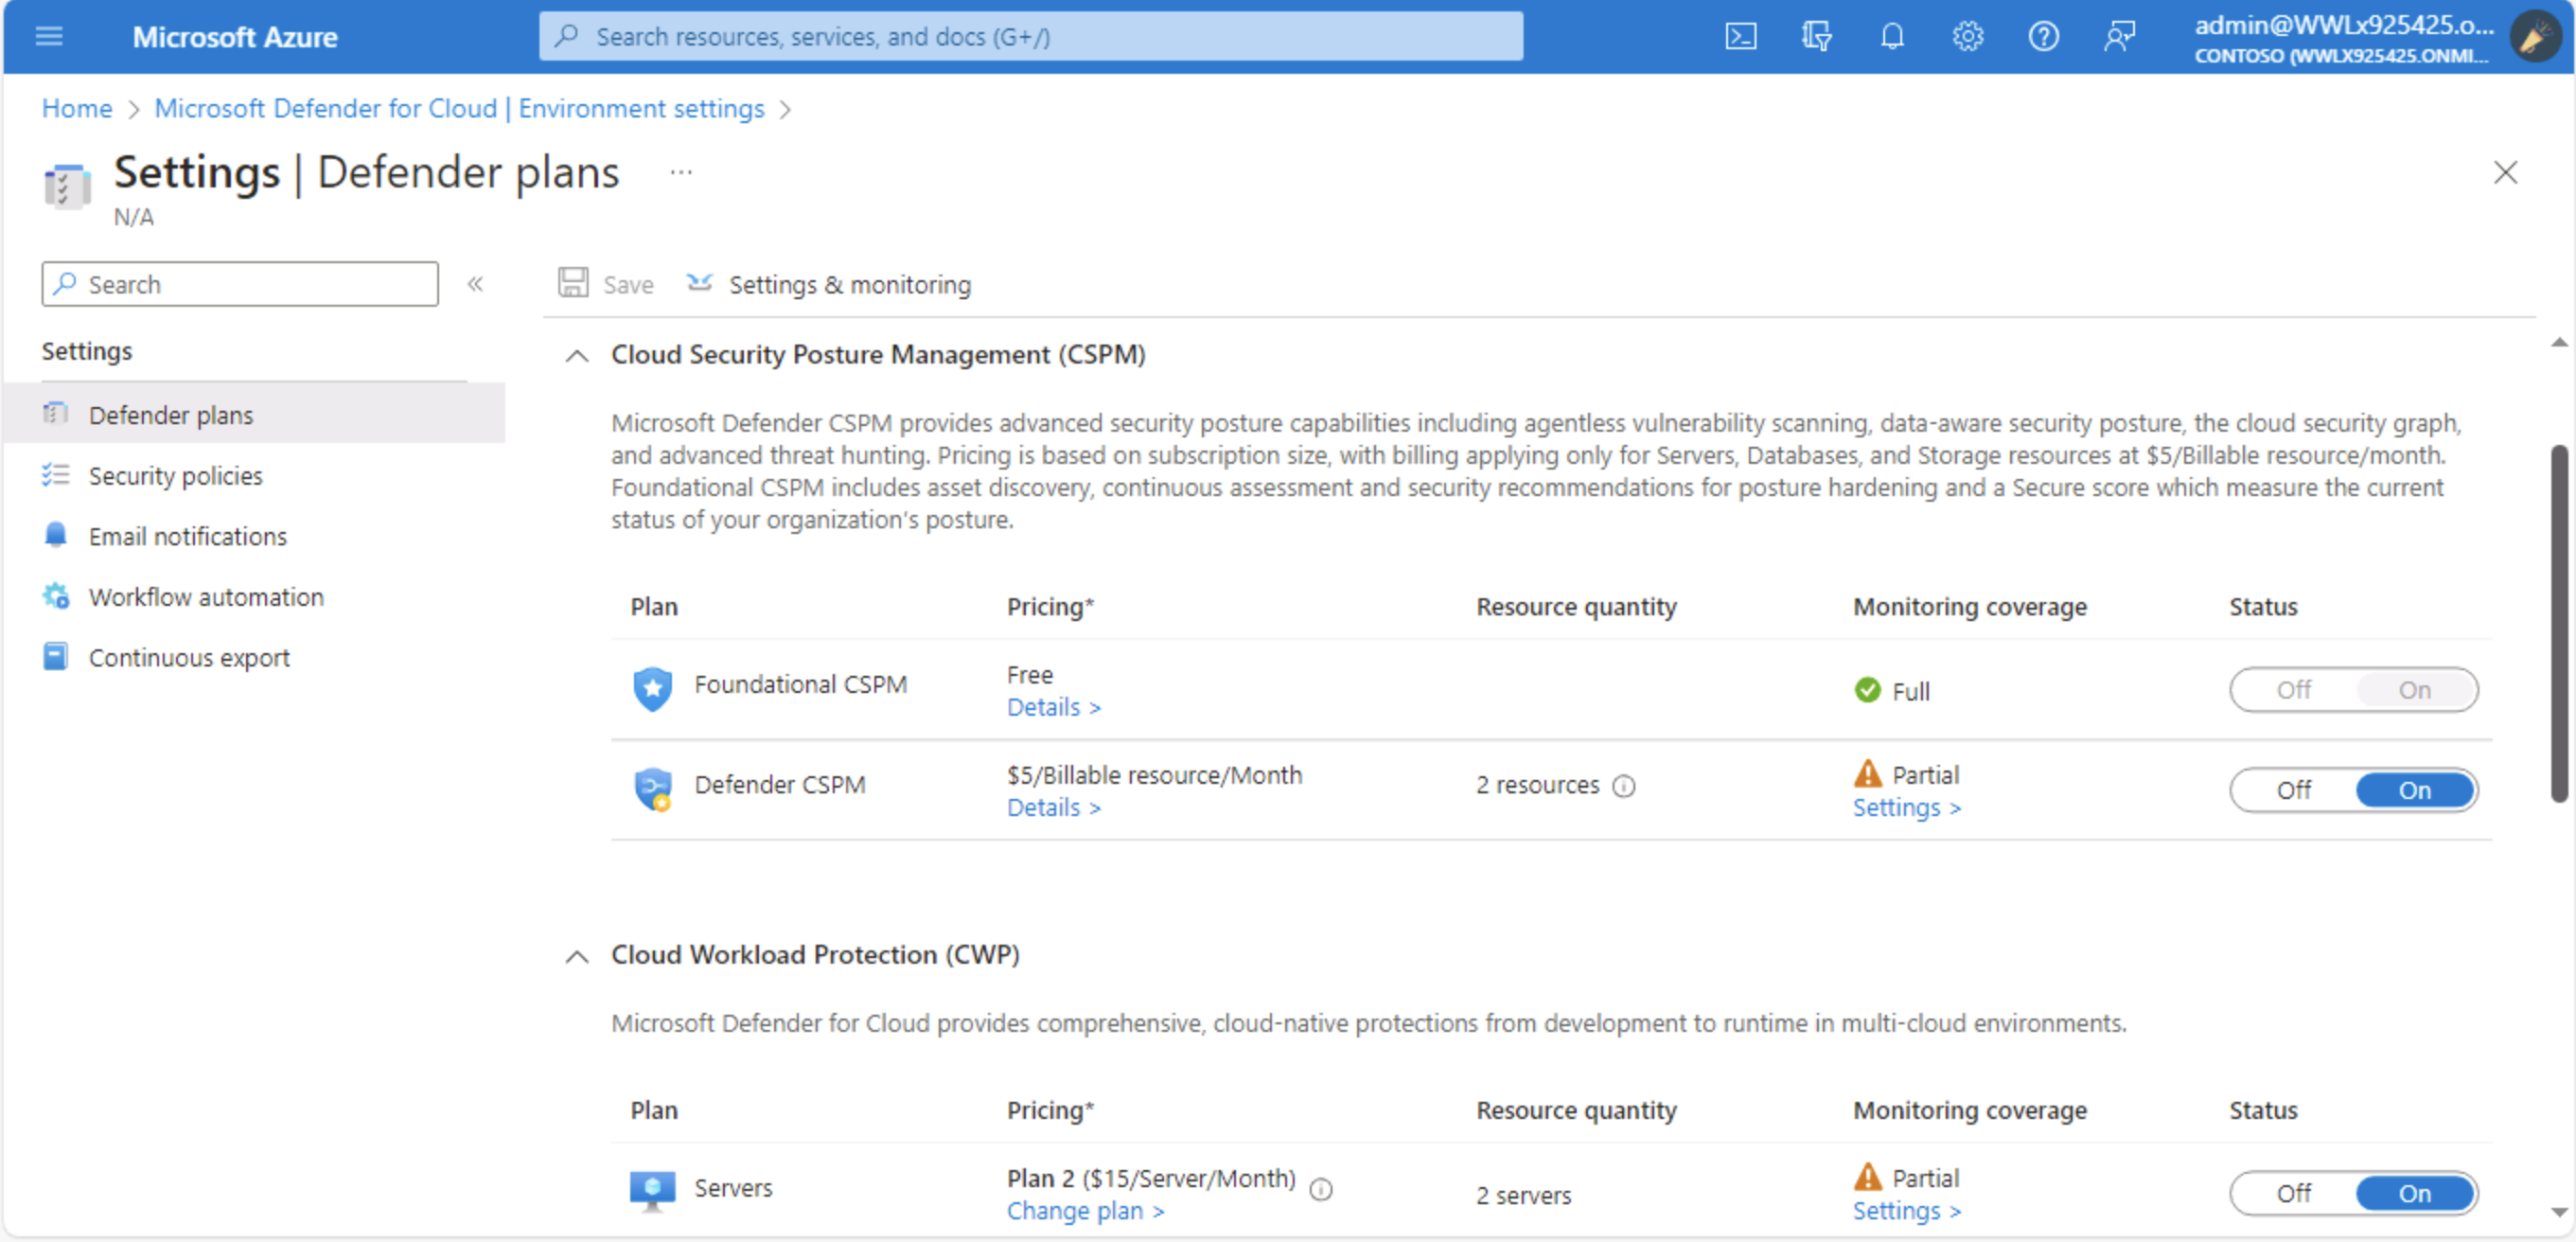 Microsoft Azure
Search resources, services, and docs (G+/)
admin@WWLx925425.o...
CONTOSO (WWLX925425.ONMI...
Home > Microsoft Defender for Cloud | Environment settings >
Settings | Defender plans ...
N/A
Search
«
Save
Settings & monitoring
Settings
Defender plans
Security policies
Email notifications
Workflow automation
Continuous export
Cloud Security Posture Management (CSPM)
Microsoft Defender CSPM provides advanced security posture capabilities including agentless vulnerability scanning, data-aware security posture, the cloud security graph,
and advanced threat hunting. Pricing is based on subscription size, with billing applying only for Servers, Databases, and Storage resources at $5/Billable resource/month.
Foundational CSPM includes asset discovery, continuous assessment and security recommendations for posture hardening and a Secure score which measure the current
status of your organization's posture.
Plan Pricing* Resource quantity Monitoring coverage Status
Foundational CSPM Free Full Off On
Details >
Defender CSPM $5/Billable resource/Month 2 resources Partial Off On
Details > Settings >
Cloud Workload Protection (CWP)
Microsoft Defender for Cloud provides comprehensive, cloud-native protections from development to runtime in multi-cloud environments.
Plan Pricing* Resource quantity Monitoring coverage Status
Servers Plan 2 ($15/Server/Month) 2 servers Partial Off On
Change plan > Settings >